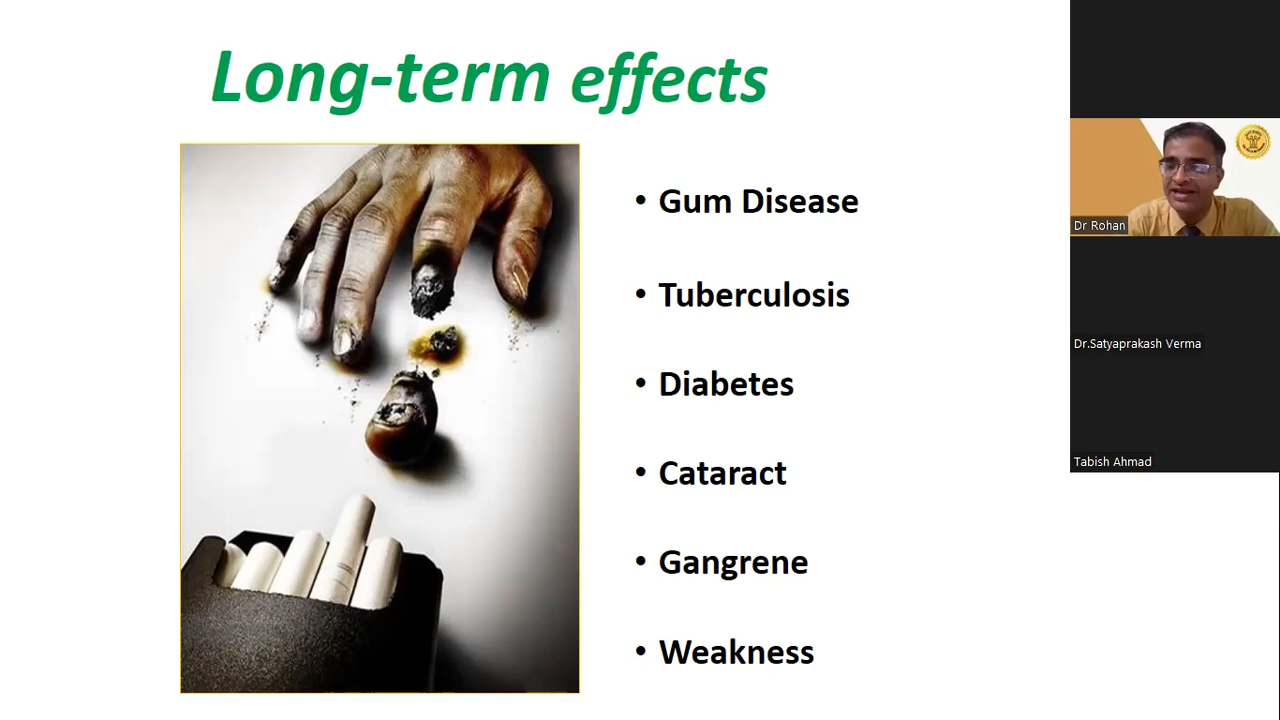 Long-term effects
• Gum Disease
• Tuberculosis
• Diabetes
• Cataract
• Gangrene
• Weakness
Dr Rohan
Dr.Satyaprakash Verma
Tabish Ahmad